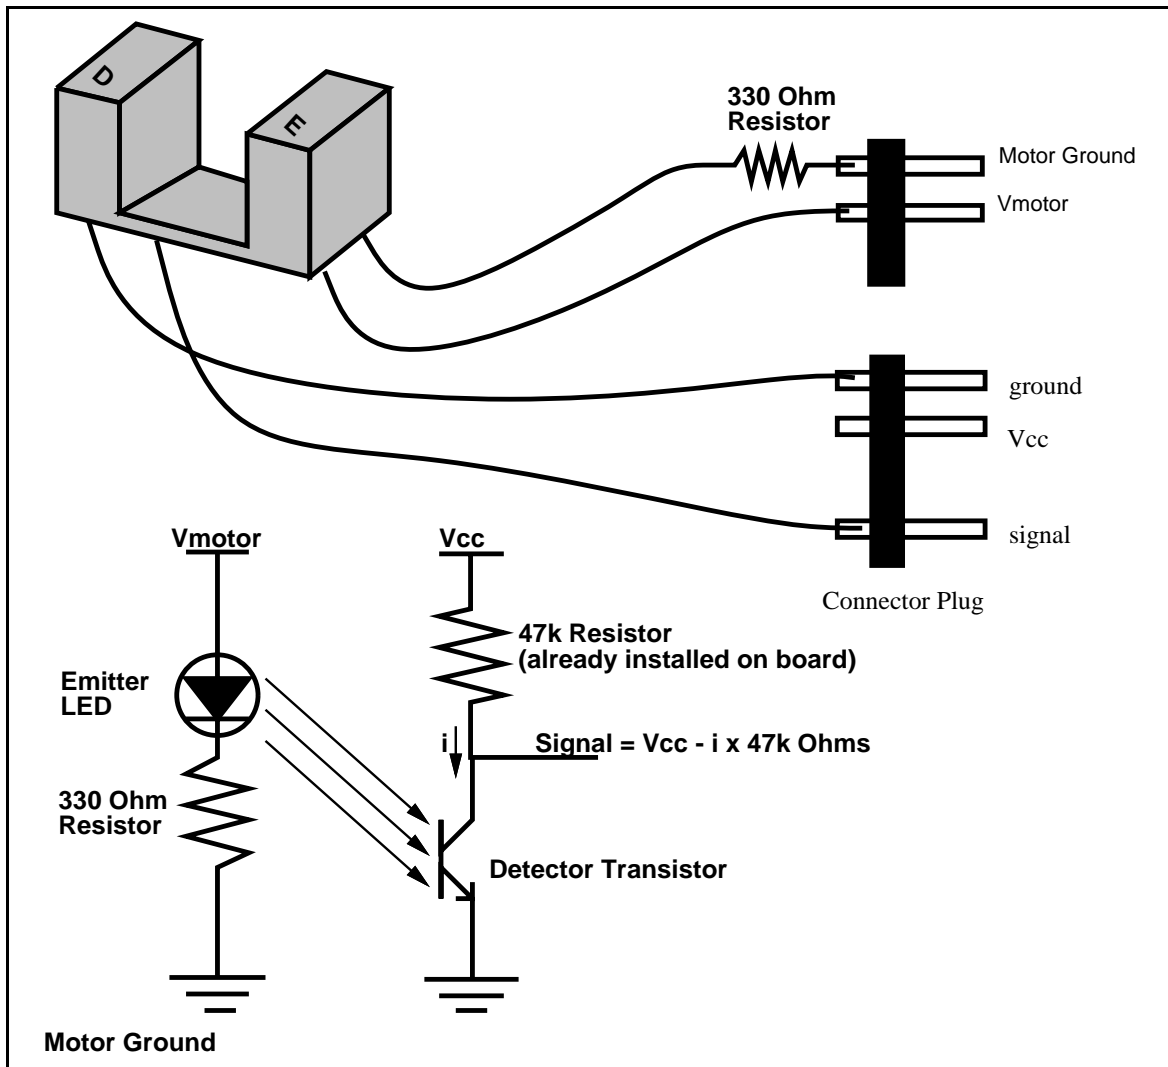 D
E
330 Ohm
Resistor
Motor Ground
Vmotor
ground
Vcc
signal
Connector Plug
Vmotor
Vcc
47k Resistor
(already installed on board)
Emitter
LED
i
Signal = Vcc - i x 47k Ohms
330 Ohm
Resistor
Detector Transistor
Motor Ground